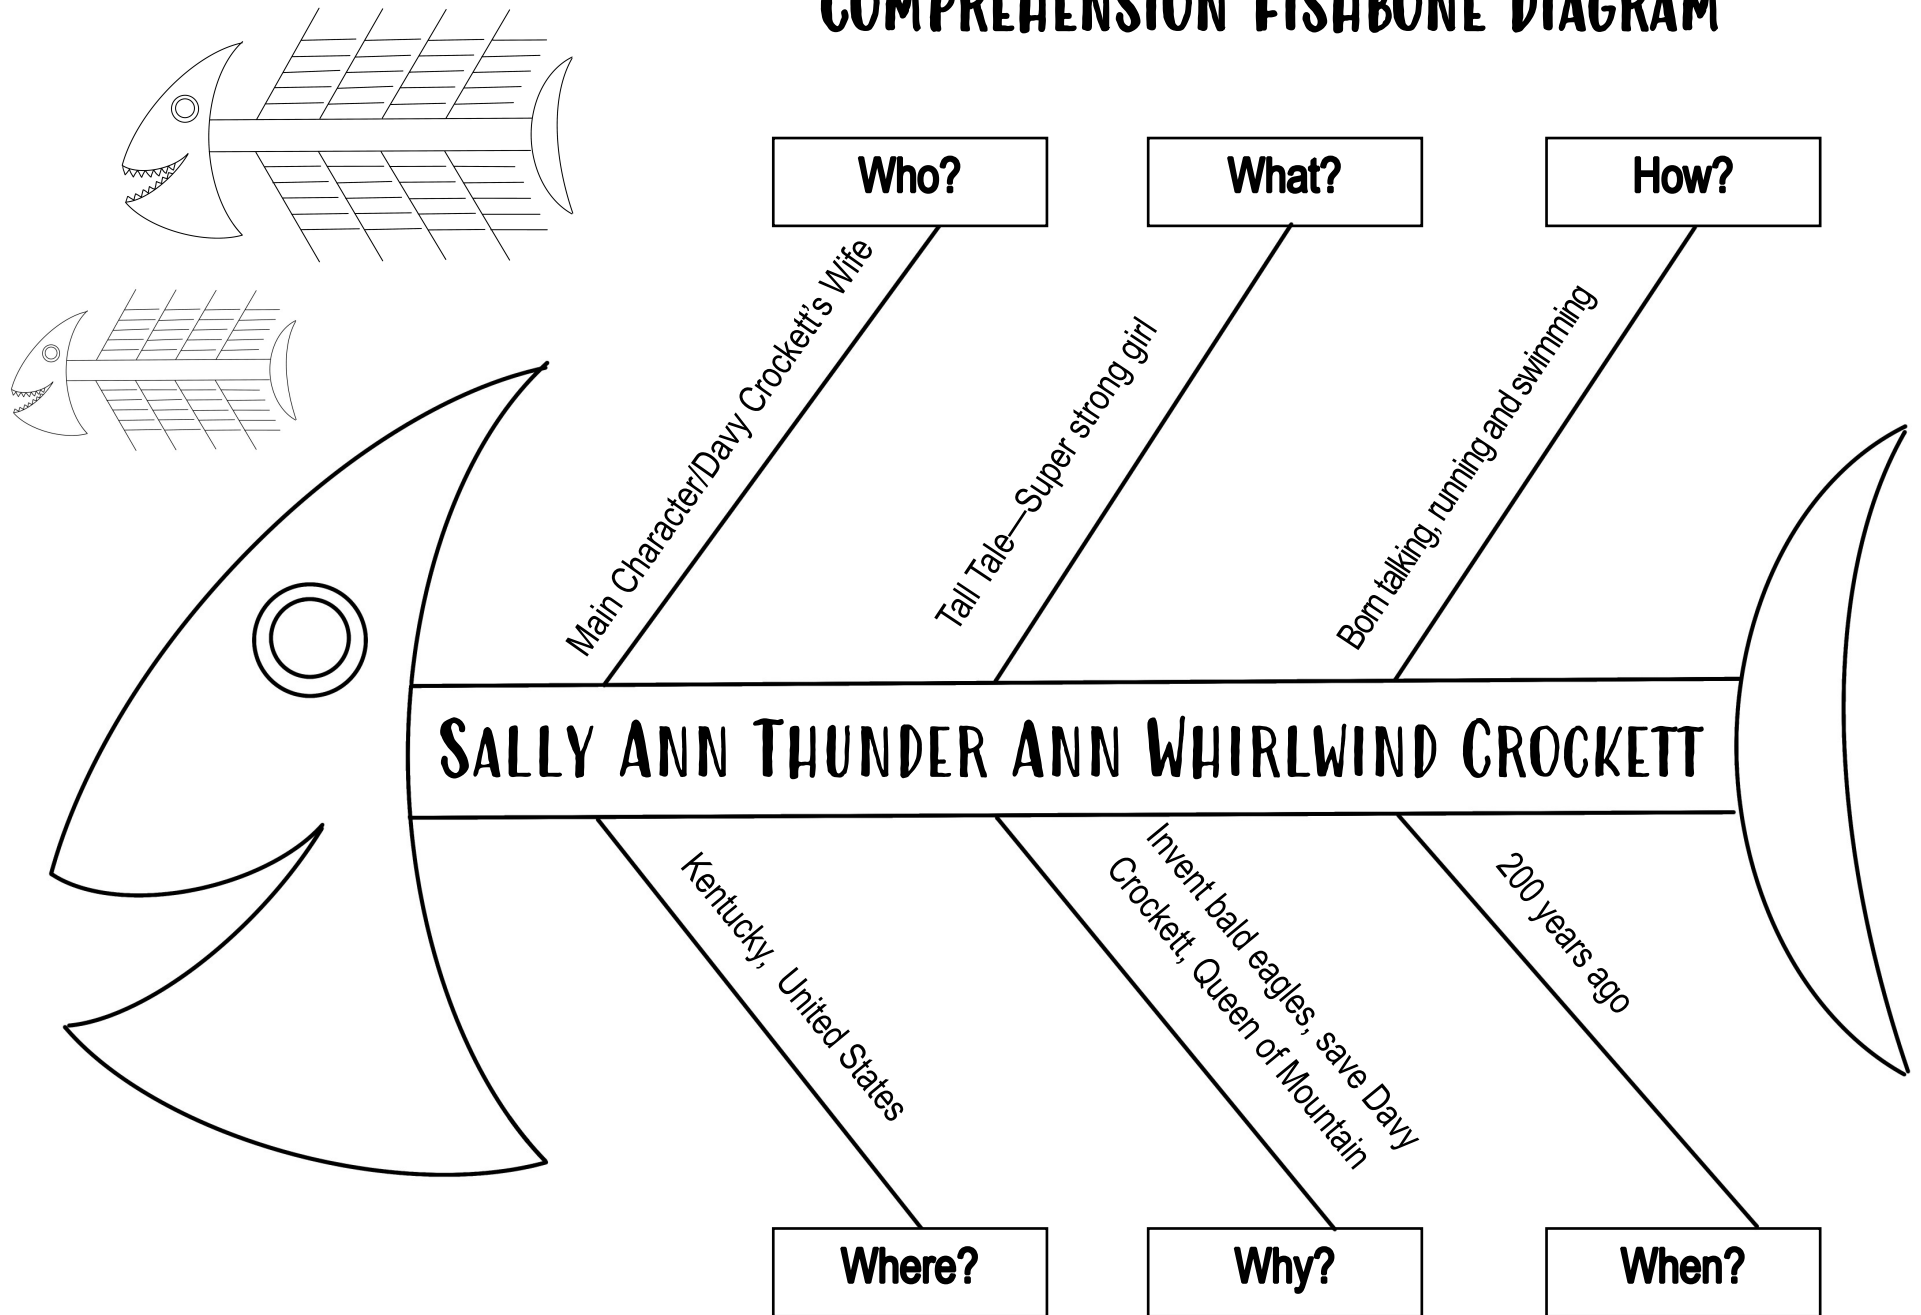 COMPREHENSION FISHBONE DIAGRAM
Who?
What?
How?
Main Character/Davy Crockett's Wife
Tall Tale—Super strong girl
Born talking, running and swimming
SALLY ANN THUNDER ANN WHIRLWIND CROCKETT
Kentucky, United States
Invent bald eagles, save Davy
Crockett, Queen of Mountain
200 years ago
Where?
Why?
When?